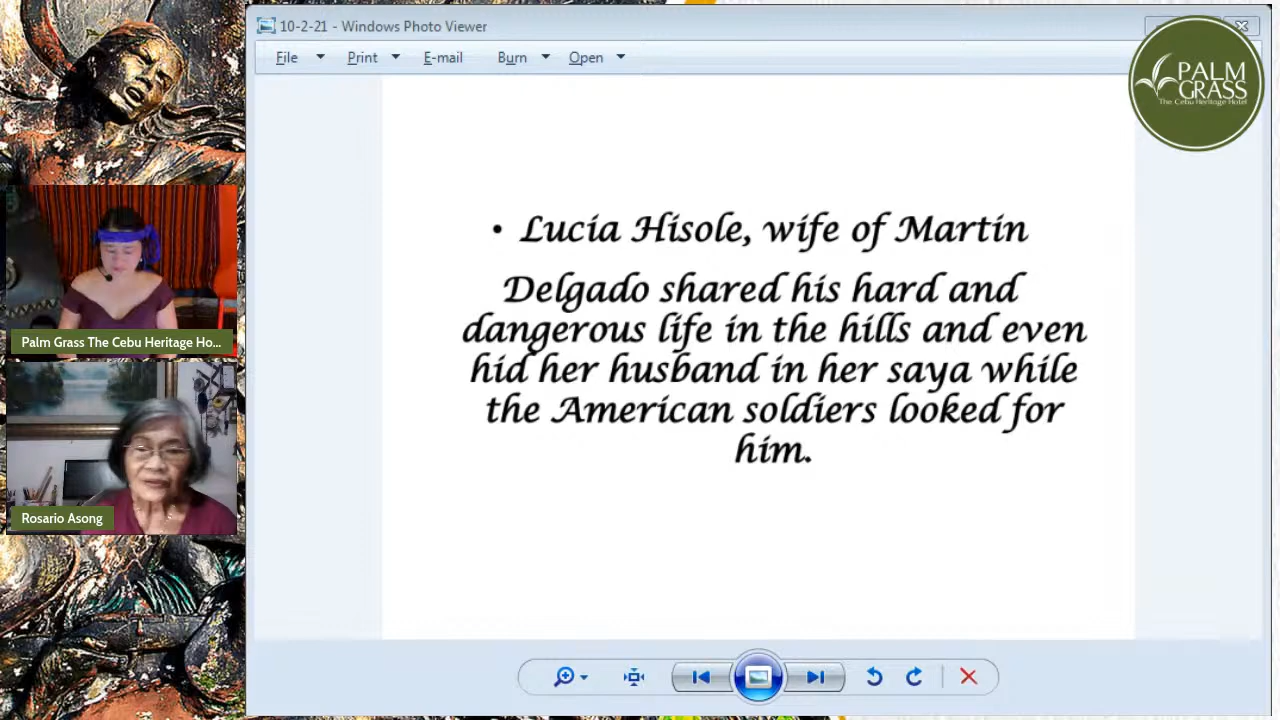 10-2-21 - Windows Photo Viewer
File Print E-mail Burn Open
PALM
GRASS
The Cebu Heritage Hotel
• Lucia Hisole, wife of Martin
Delgado shared his hard and
dangerous life in the hills and even
hid her husband in her saya while
the American soldiers looked for
him.
Palm Grass The Cebu Heritage Ho...
Rosario Asong